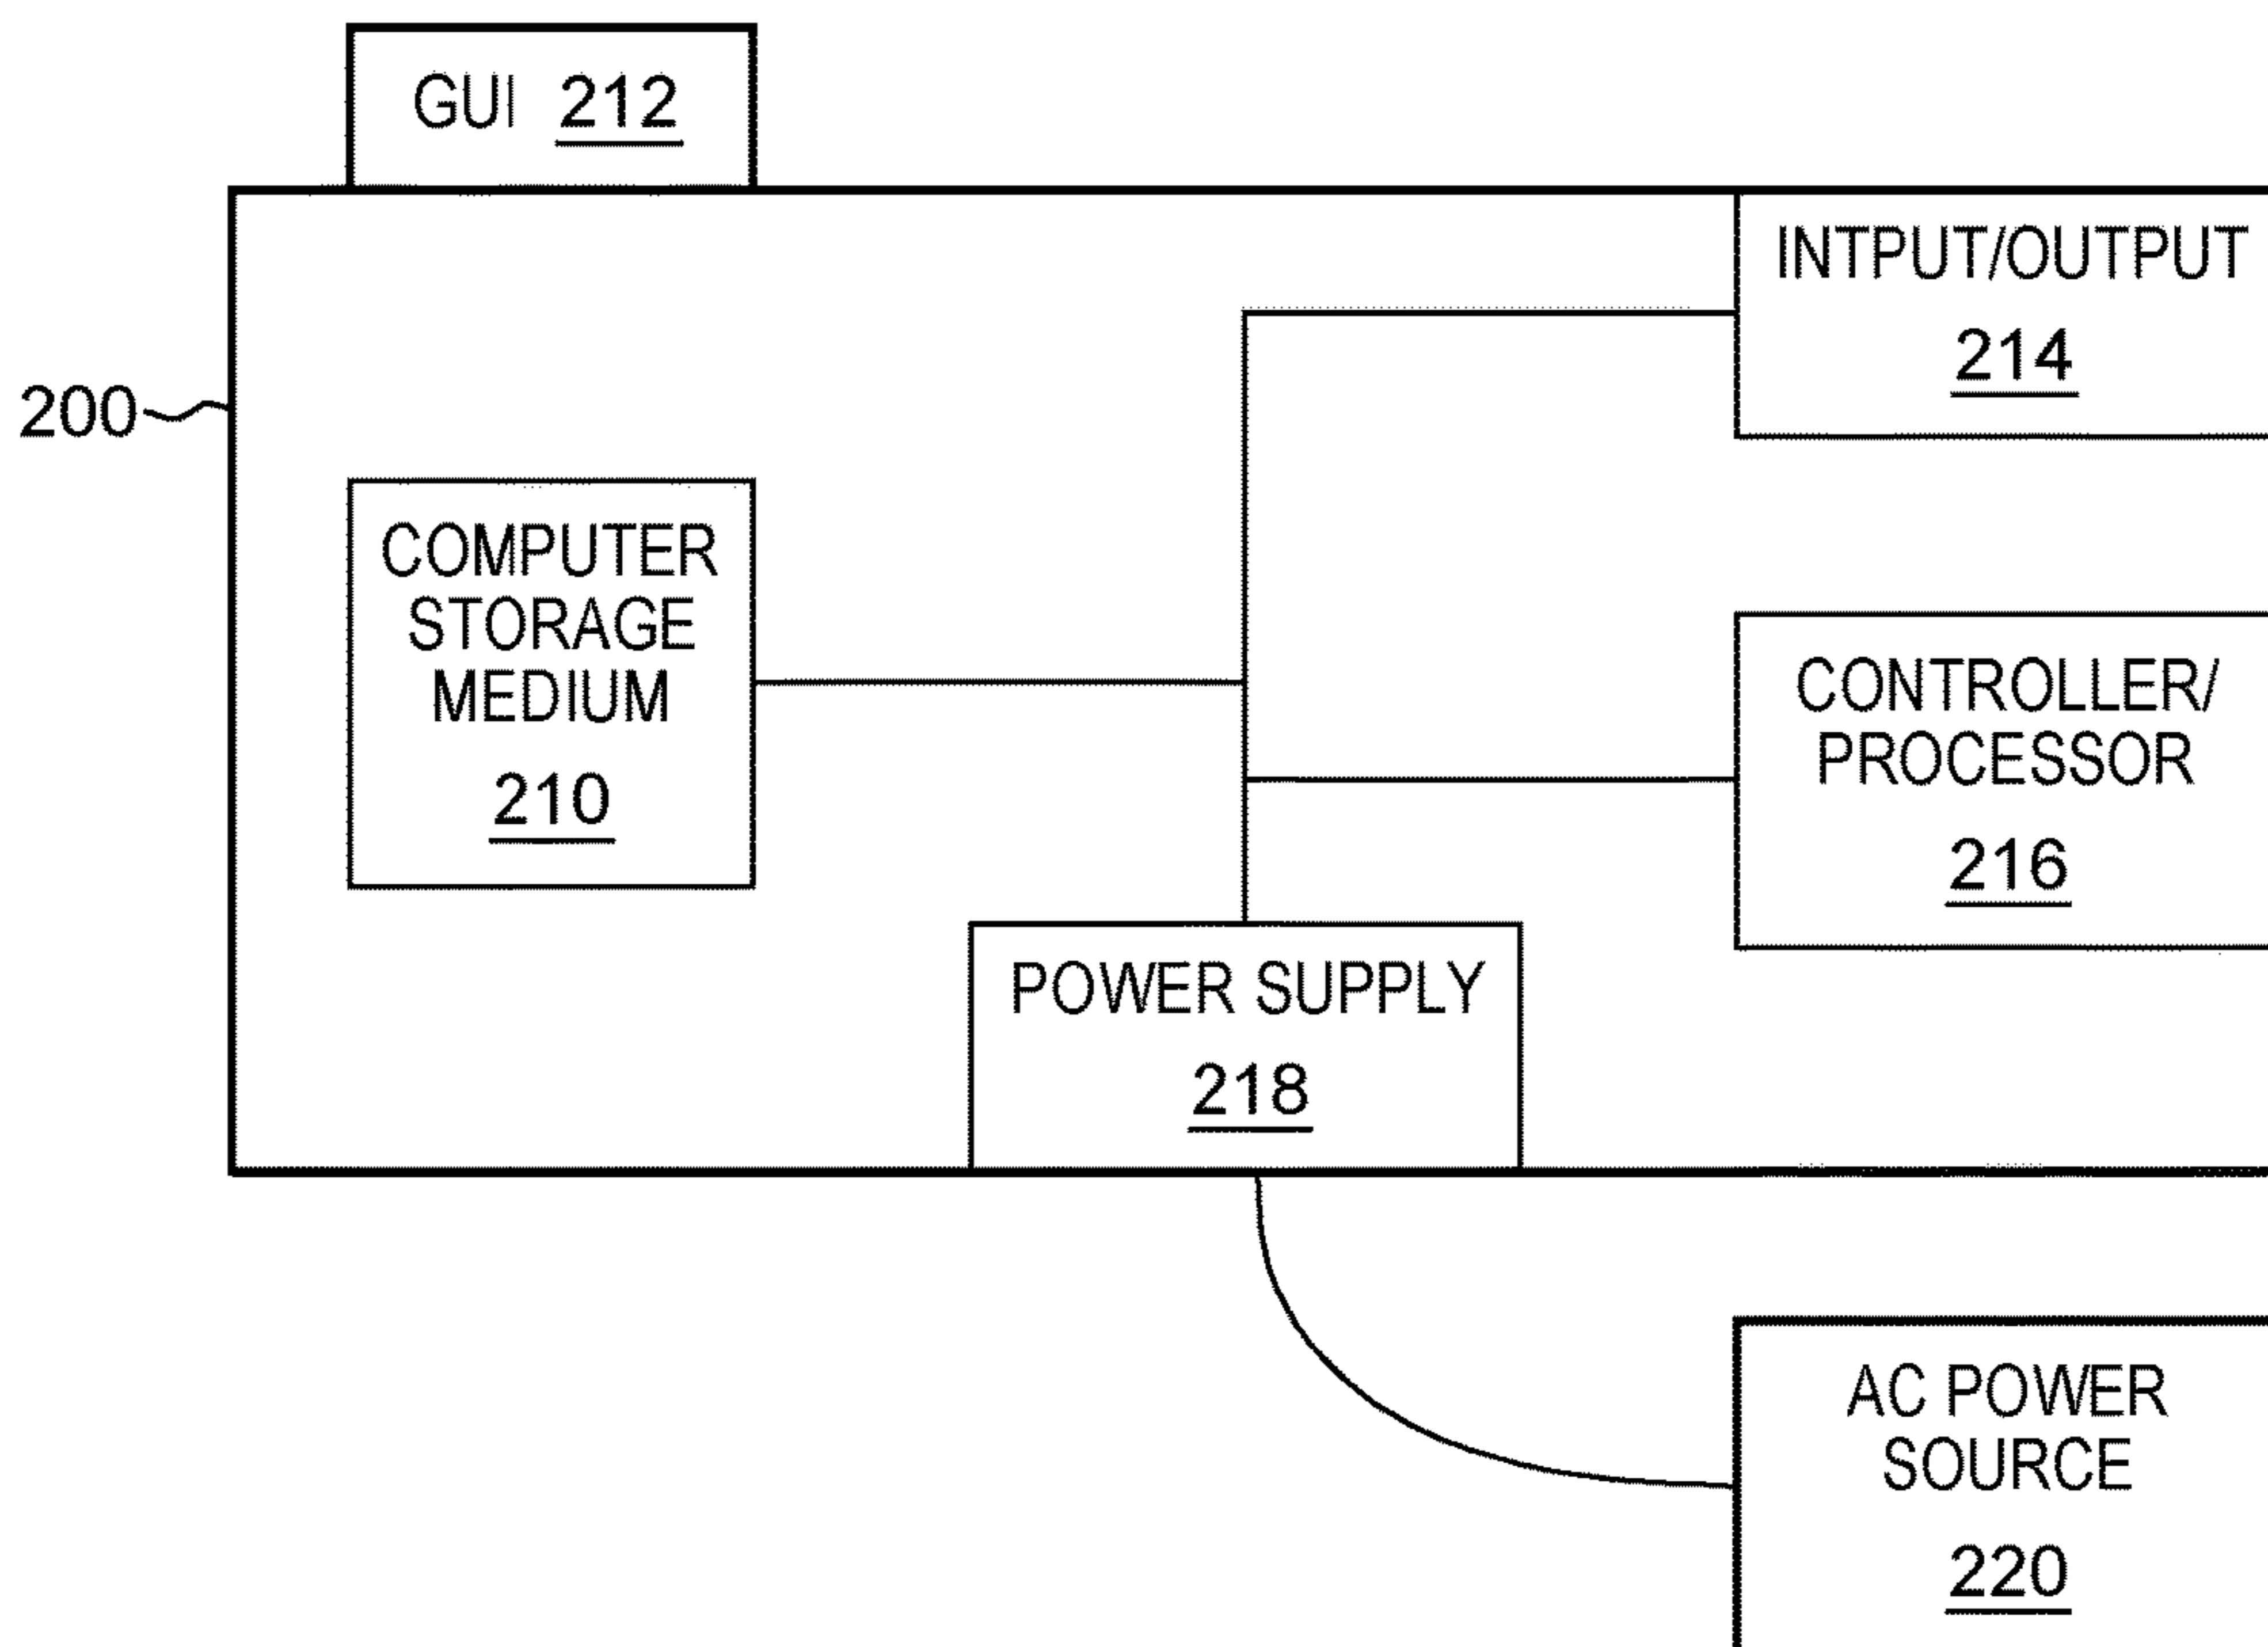 GUI 212
INTPUT/OUTPUT
214
200
COMPUTER
STORAGE
MEDIUM
210
CONTROLLER/
PROCESSOR
216
POWER SUPPLY
218
AC POWER
SOURCE
220